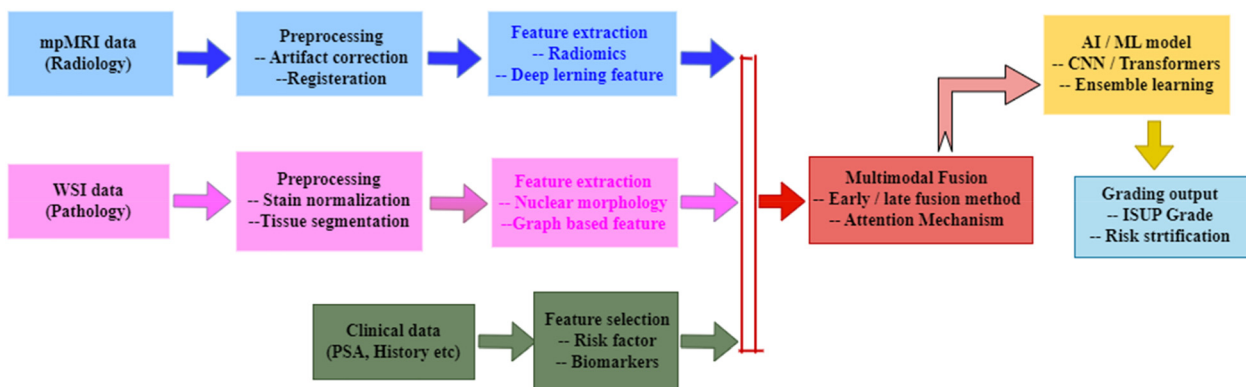 mpMRI data
(Radiology)
Preprocessing
-- Artifact correction
--Registeration
Feature extraction
-- Radiomics
-- Deep lerning feature
AI / ML model
-- CNN / Transformers
-- Ensemble learning
WSI data
(Pathology)
Preprocessing
-- Stain normalization
--Tissue segmentation
Feature extraction
-- Nuclear morphology
--Graph based feature
Multimodal Fusion
-- Early / late fusion method
-- Attention Mechanism
Grading output
-- ISUP Grade
-- Risk strtification
Clinical data
(PSA, History etc)
Feature selection
-- Risk factor
-- Biomarkers